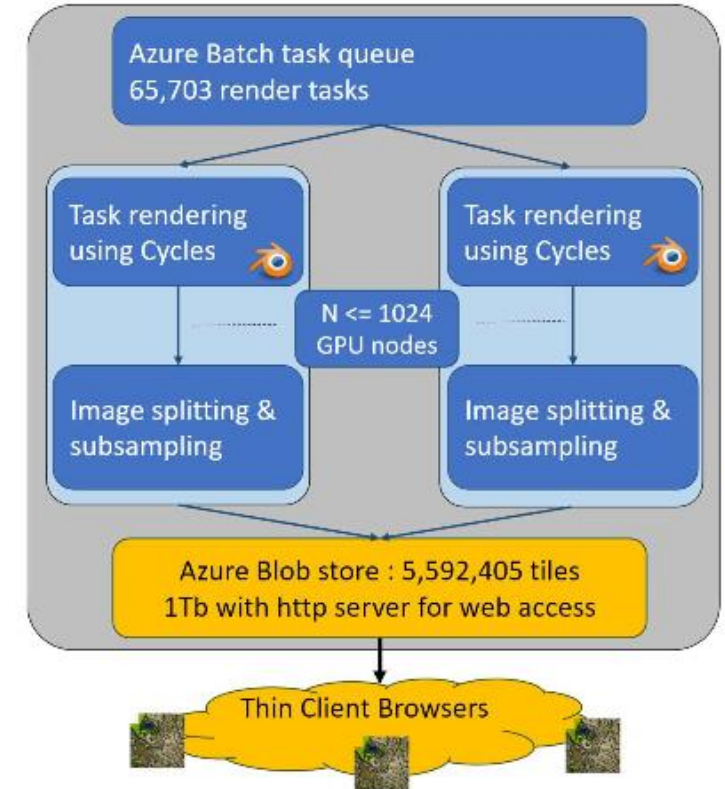 Azure Batch task queue
65,703 render tasks
Task rendering
using Cycles
Task rendering
using Cycles
N <= 1024
GPU nodes
Image splitting &
subsampling
Image splitting &
subsampling
Azure Blob store : 5,592,405 tiles
1Tb with http server for web access
Thin Client Browsers